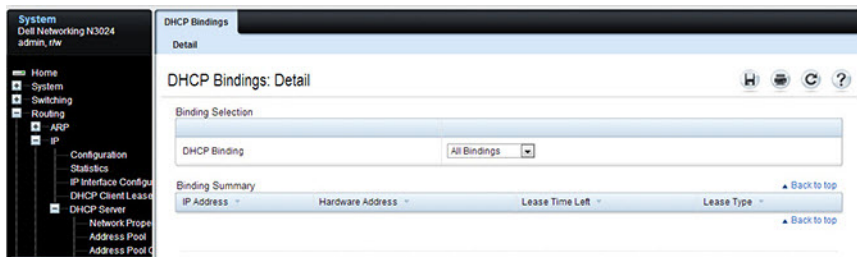 System
Dell Networking N3024
admin, r/w
Home
System
Switching
Routing
ARP
IP
Configuration
Statistics
IP Interface Configu
DHCP Client Lease
DHCP Server
Network Prope
Address Pool
Address Pool O
DHCP Bindings
Detail
DHCP Bindings: Detail
Binding Selection
DHCP Binding
All Bindings
Binding Summary
Back to top
IP Address
Hardware Address
Lease Time Left
Lease Type
Back to top